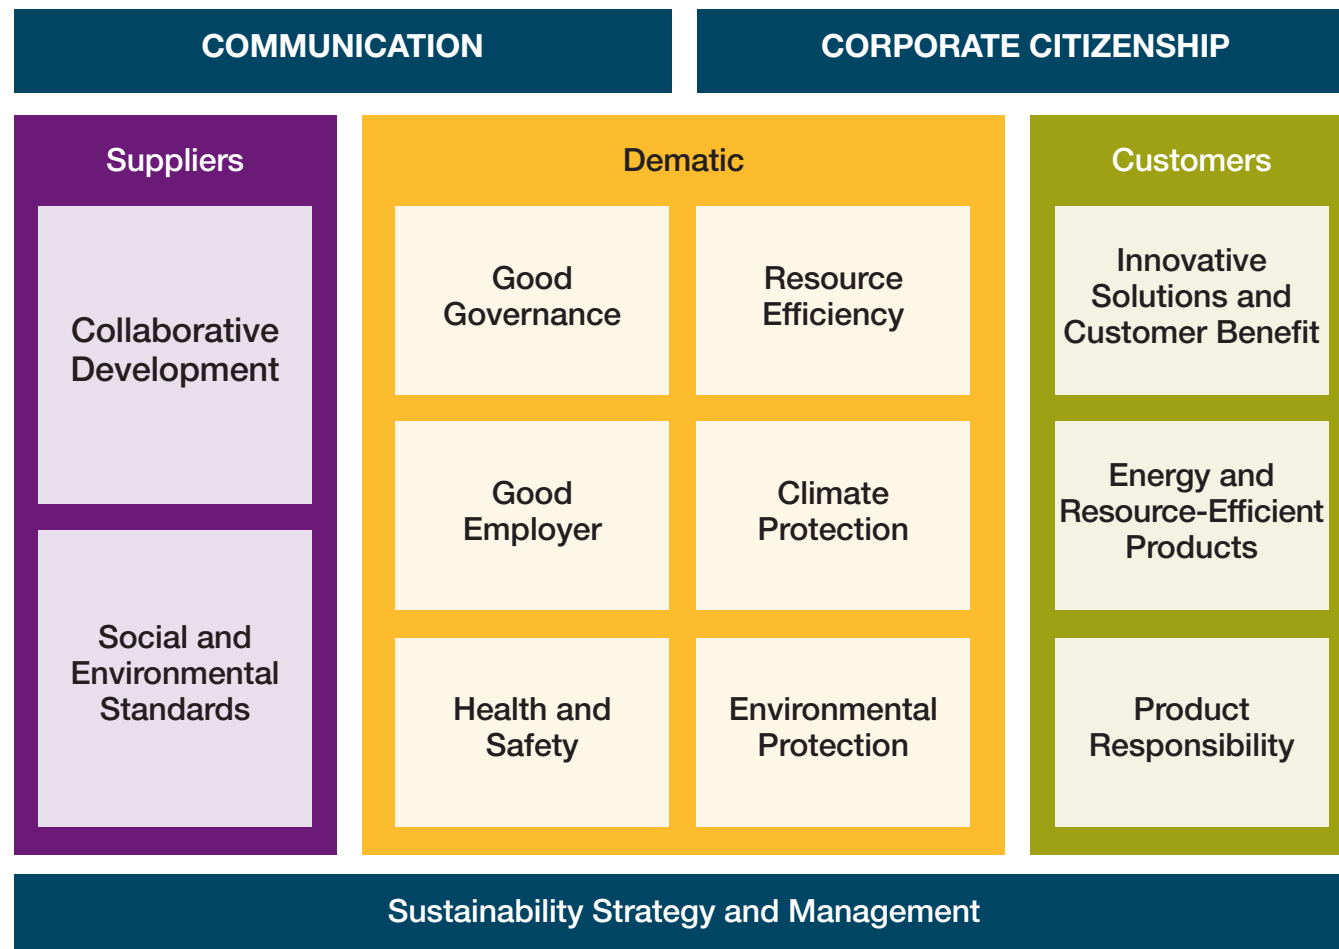 COMMUNICATION
CORPORATE CITIZENSHIP
Suppliers
Collaborative
Development
Social and
Environmental
Standards
Dematic
Good
Governance
Resource
Efficiency
Good
Employer
Climate
Protection
Health and
Safety
Environmental
Protection
Customers
Innovative
Solutions and
Customer Benefit
Energy and
Resource-Efficient
Products
Product
Responsibility
Sustainability Strategy and Management